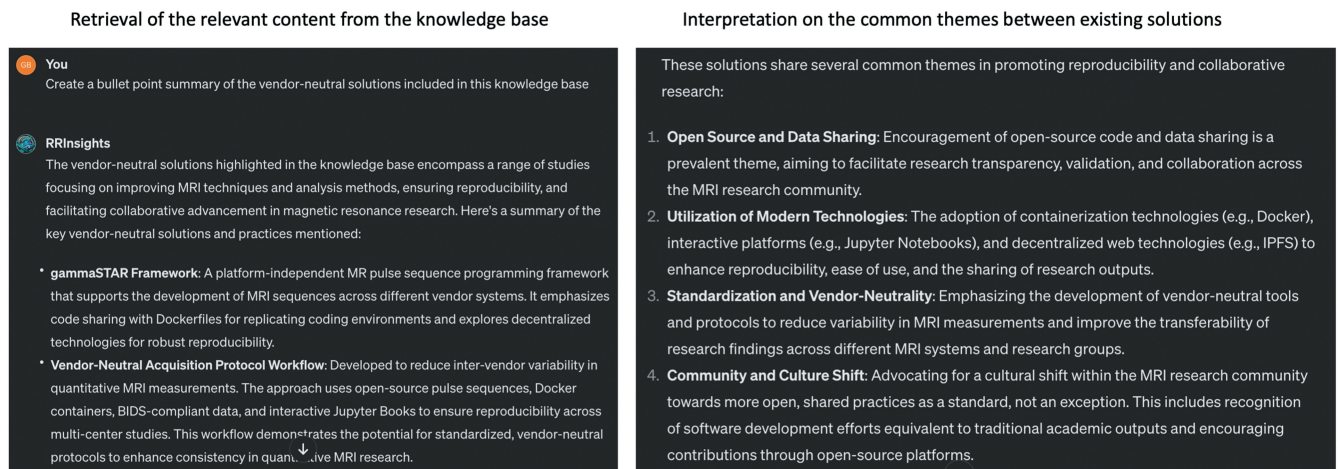 Retrieval of the relevant content from the knowledge base
GB
You
Create a bullet point summary of the vendor-neutral solutions included in this knowledge base
RRInsights
The vendor-neutral solutions highlighted in the knowledge base encompass a range of studies
focusing on improving MRI techniques and analysis methods, ensuring reproducibility, and
facilitating collaborative advancement in magnetic resonance research. Here's a summary of the
key vendor-neutral solutions and practices mentioned:
• gammaSTAR Framework: A platform-independent MR pulse sequence programming framework
that supports the development of MRI sequences across different vendor systems. It emphasizes
code sharing with Dockerfiles for replicating coding environments and explores decentralized
technologies for robust reproducibility.
• Vendor-Neutral Acquisition Protocol Workflow: Developed to reduce inter-vendor variability in
quantitative MRI measurements. The approach uses open-source pulse sequences, Docker
containers, BIDS-compliant data, and interactive Jupyter Books to ensure reproducibility across
multi-center studies. This workflow demonstrates the potential for standardized, vendor-neutral
protocols to enhance consistency in MRI research.
Interpretation on the common themes between existing solutions
These solutions share several common themes in promoting reproducibility and collaborative
research:
1. Open Source and Data Sharing: Encouragement of open-source code and data sharing is a
prevalent theme, aiming to facilitate research transparency, validation, and collaboration across
the MRI research community.
2. Utilization of Modern Technologies: The adoption of containerization technologies (e.g., Docker),
interactive platforms (e.g., Jupyter Notebooks), and decentralized web technologies (e.g., IPFS) to
enhance reproducibility, ease of use, and the sharing of research outputs.
3. Standardization and Vendor-Neutrality: Emphasizing the development of vendor-neutral tools
and protocols to reduce variability in MRI measurements and improve the transferability of
research findings across different MRI systems and research groups.
4. Community and Culture Shift: Advocating for a cultural shift within the MRI research community
towards more open, shared practices as a standard, not an exception. This includes recognition
of software development efforts equivalent to traditional academic outputs and encouraging
contributions through open-source platforms.